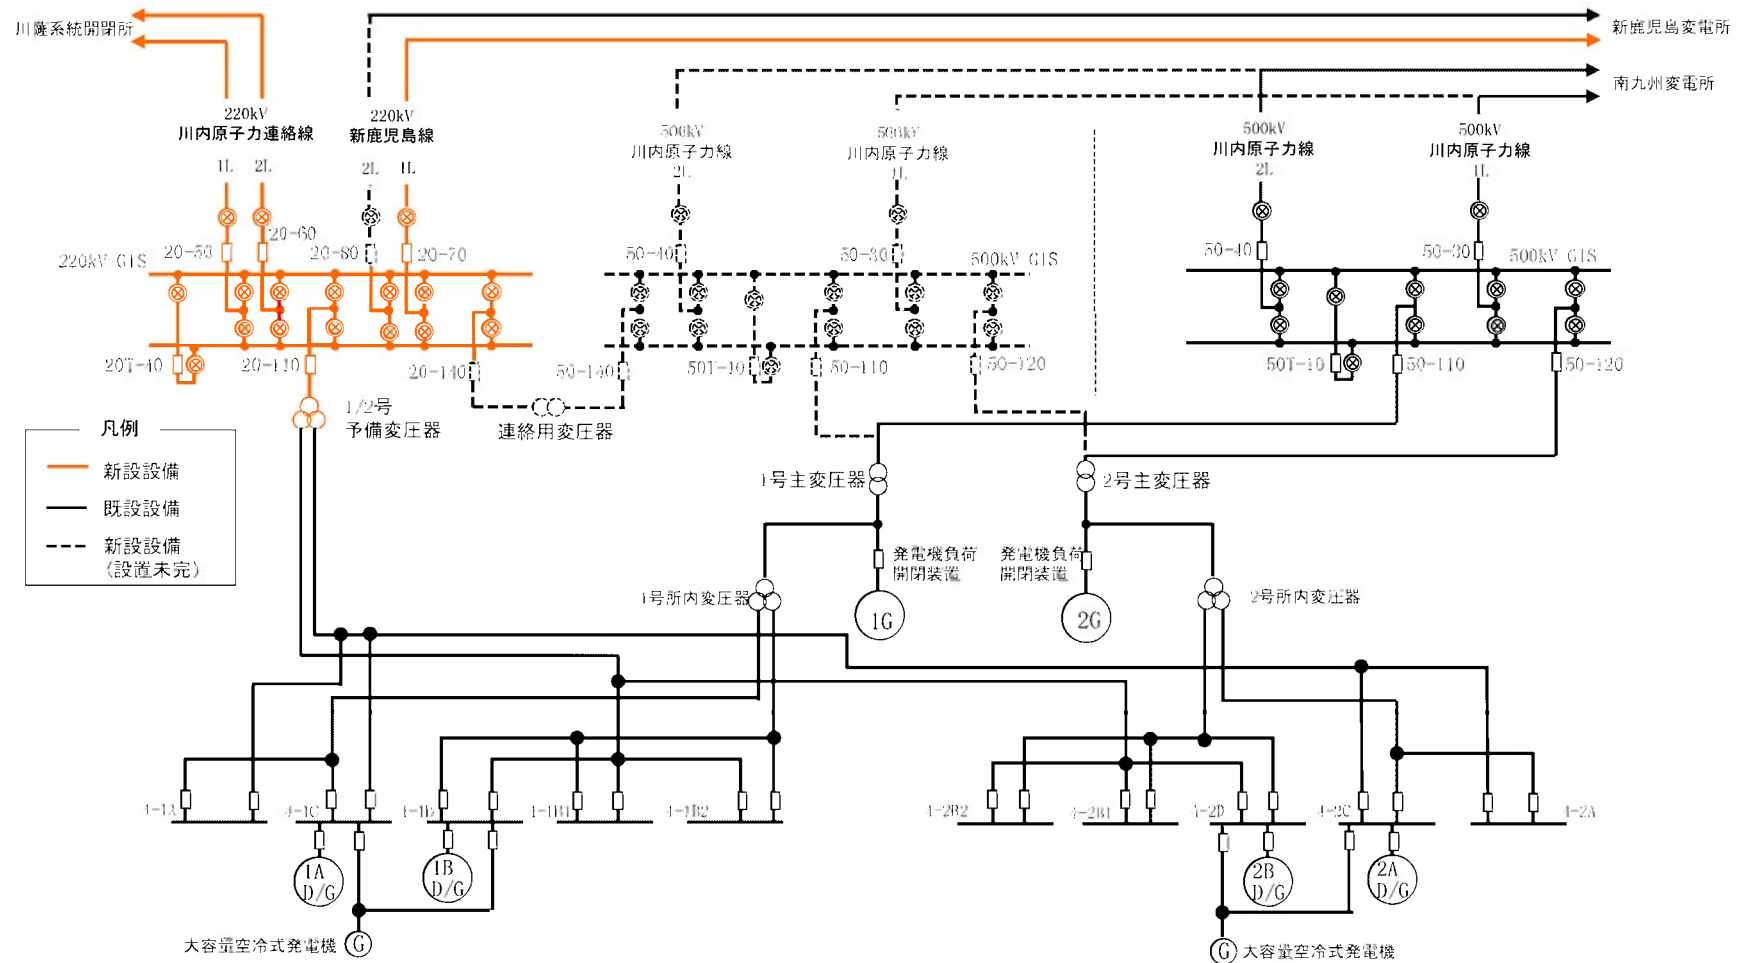 川薩系統開閉所
新鹿児島変電所
南九州変電所
220kV
川内原子力連絡線
1L 2L
220kV
新鹿児島線
2L 1L
500kV
川内原子力線
2L
500kV
川内原子力線
1L
500kV
川内原子力線
2L
500kV
川内原子力線
1L
20-50
20-60
20-80
20-70
50-40
50-30
50-40
50-30
220kV GIS
500kV GIS
500kV GIS
20T-40
20-110
20-140
50-140
50T-10
50-110
50-120
50T-10
50-110
50-120
1/2号
予備変圧器
連絡用変圧器
凡例
新設設備
既設設備
新設設備
(設置未完)
1号主変圧器
2号主変圧器
発電機負荷
開閉装置
発電機負荷
開閉装置
1号所内変圧器
1G
2G
2号所内変圧器
4-1A
4-1C
4-1D
4-1B1
4-1B2
4-2B2
4-2B1
4-2D
4-2C
4-2A
1A
D/G
1B
D/G
2B
D/G
2A
D/G
大容量空冷式発電機 G
G 大容量空冷式発電機